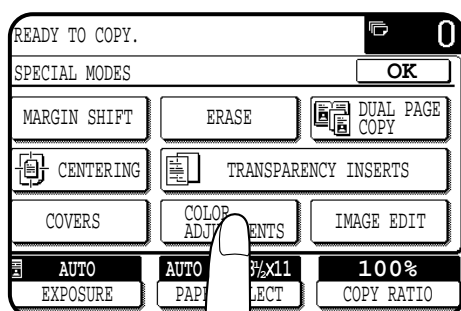 READY TO COPY. 0
SPECIAL MODES OK
MARGIN SHIFT ERASE DUAL PAGE
COPY
CENTERING TRANSPARENCY INSERTS
COVERS COLOR IMAGE EDIT
AUTO AUTO 100%
EXPOSURE COPY RATIO